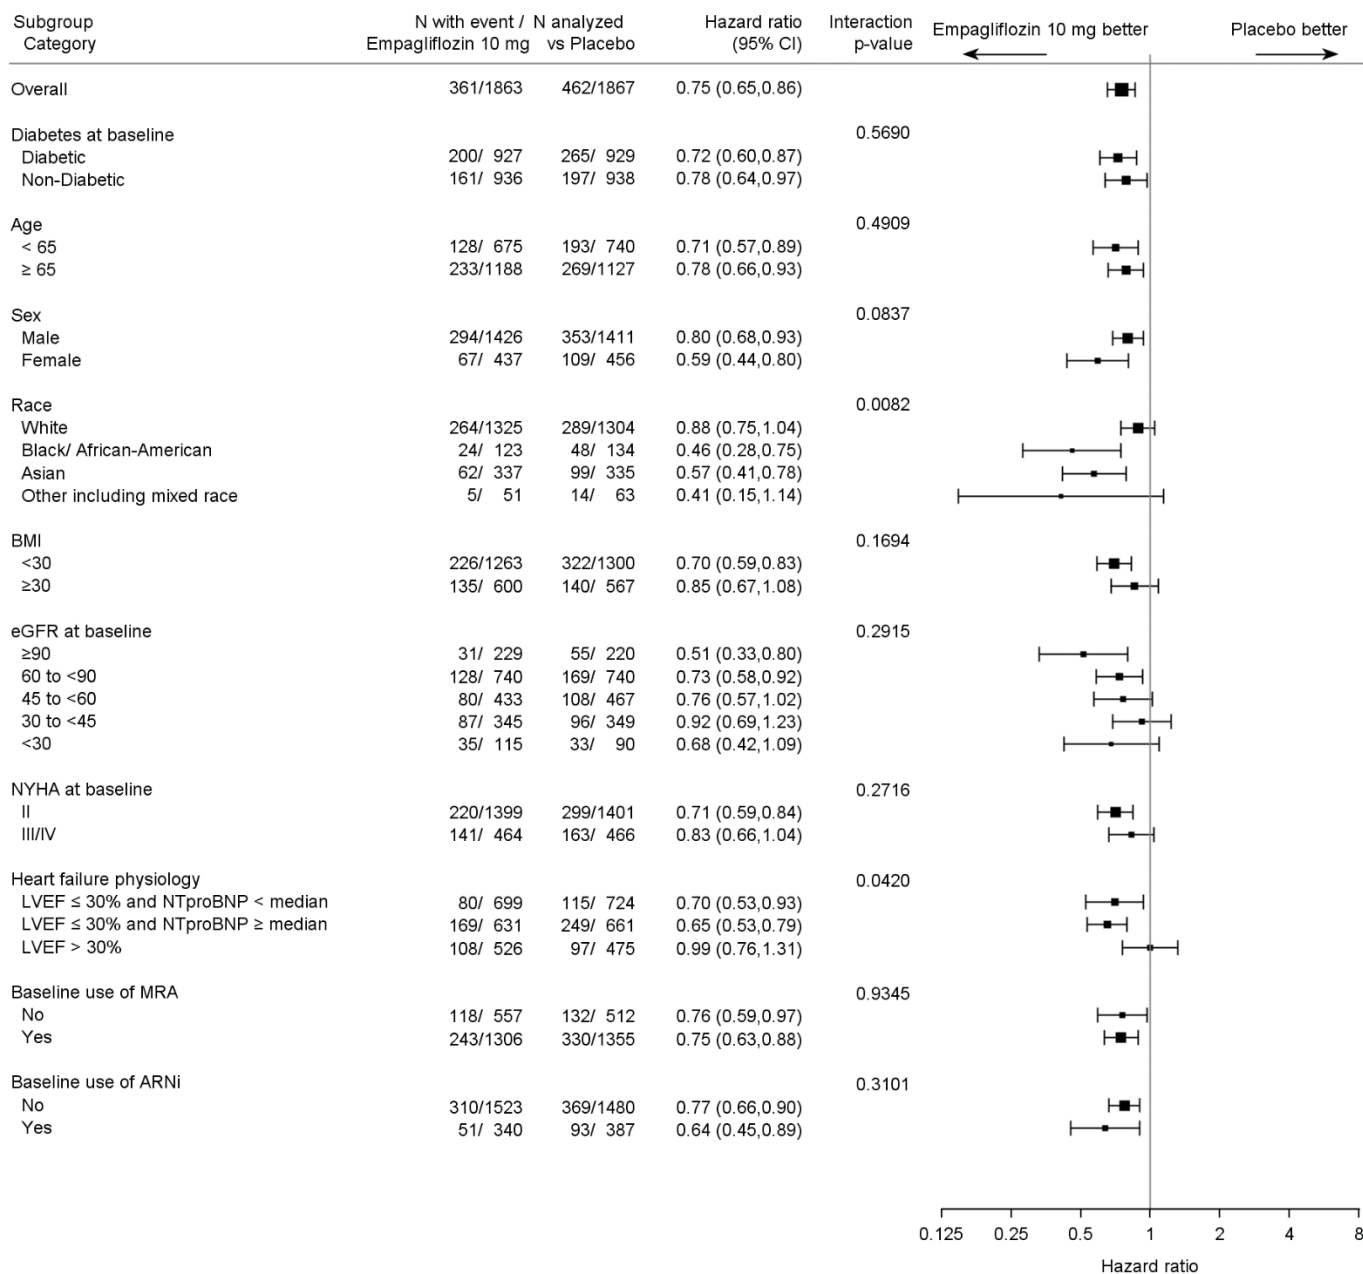 Subgroup N with event / N analyzed Hazard ratio Interaction
Category Empagliflozin 10 mg vs Placebo (95% CI) p-value Empagliflozin 10 mg better Placebo better
Overall 361/1863 462/1867 0.75 (0.65,0.86)
Diabetes at baseline 0.5690
Diabetic 200/ 927 265/ 929 0.72 (0.60,0.87)
Non-Diabetic 161/ 936 197/ 938 0.78 (0.64,0.97)
Age 0.4909
< 65 128/ 675 193/ 740 0.71 (0.57,0.89)
≥ 65 233/1188 269/1127 0.78 (0.66,0.93)
Sex 0.0837
Male 294/1426 353/1411 0.80 (0.68,0.93)
Female 67/ 437 109/ 456 0.59 (0.44,0.80)
Race 0.0082
White 264/1325 289/1304 0.88 (0.75,1.04)
Black/ African-American 24/ 123 48/ 134 0.46 (0.28,0.75)
Asian 62/ 337 99/ 335 0.57 (0.41,0.78)
Other including mixed race 5/ 51 14/ 63 0.41 (0.15,1.14)
BMI 0.1694
<30 226/1263 322/1300 0.70 (0.59,0.83)
≥30 135/ 600 140/ 567 0.85 (0.67,1.08)
eGFR at baseline 0.2915
≥90 31/ 229 55/ 220 0.51 (0.33,0.80)
60 to <90 128/ 740 169/ 740 0.73 (0.58,0.92)
45 to <60 80/ 433 108/ 467 0.76 (0.57,1.02)
30 to <45 87/ 345 96/ 349 0.92 (0.69,1.23)
<30 35/ 115 33/ 90 0.68 (0.42,1.09)
NYHA at baseline 0.2716
II 220/1399 299/1401 0.71 (0.59,0.84)
III/IV 141/ 464 163/ 466 0.83 (0.66,1.04)
Heart failure physiology 0.0420
LVEF ≤ 30% and NTproBNP < median 80/ 699 115/ 724 0.70 (0.53,0.93)
LVEF ≤ 30% and NTproBNP ≥ median 169/ 631 249/ 661 0.65 (0.53,0.79)
LVEF > 30% 108/ 526 97/ 475 0.99 (0.76,1.31)
Baseline use of MRA 0.9345
No 118/ 557 132/ 512 0.76 (0.59,0.97)
Yes 243/1306 330/1355 0.75 (0.63,0.88)
Baseline use of ARNi 0.3101
No 310/1523 369/1480 0.77 (0.66,0.90)
Yes 51/ 340 93/ 387 0.64 (0.45,0.89)
0.125 0.25 0.5 1 2 4 8
Hazard ratio